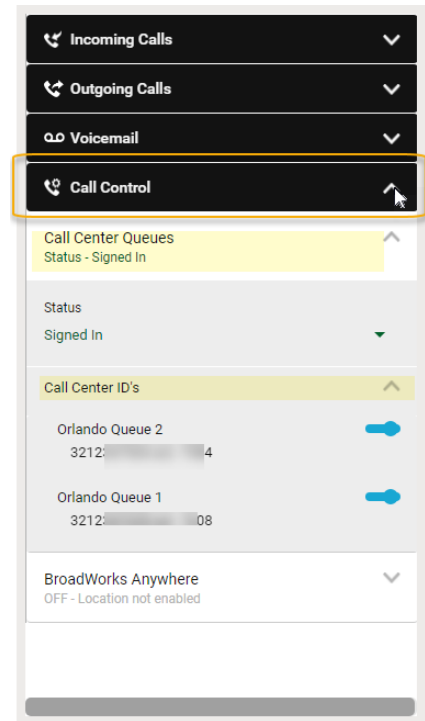 Incoming Calls
Outgoing Calls
Voicemail
Call Control
Call Center Queues
Status - Signed In
Status
Signed In
Call Center ID's
Orlando Queue 2
3212 4
Orlando Queue 1
3212 08
BroadWorks Anywhere
OFF - Location not enabled